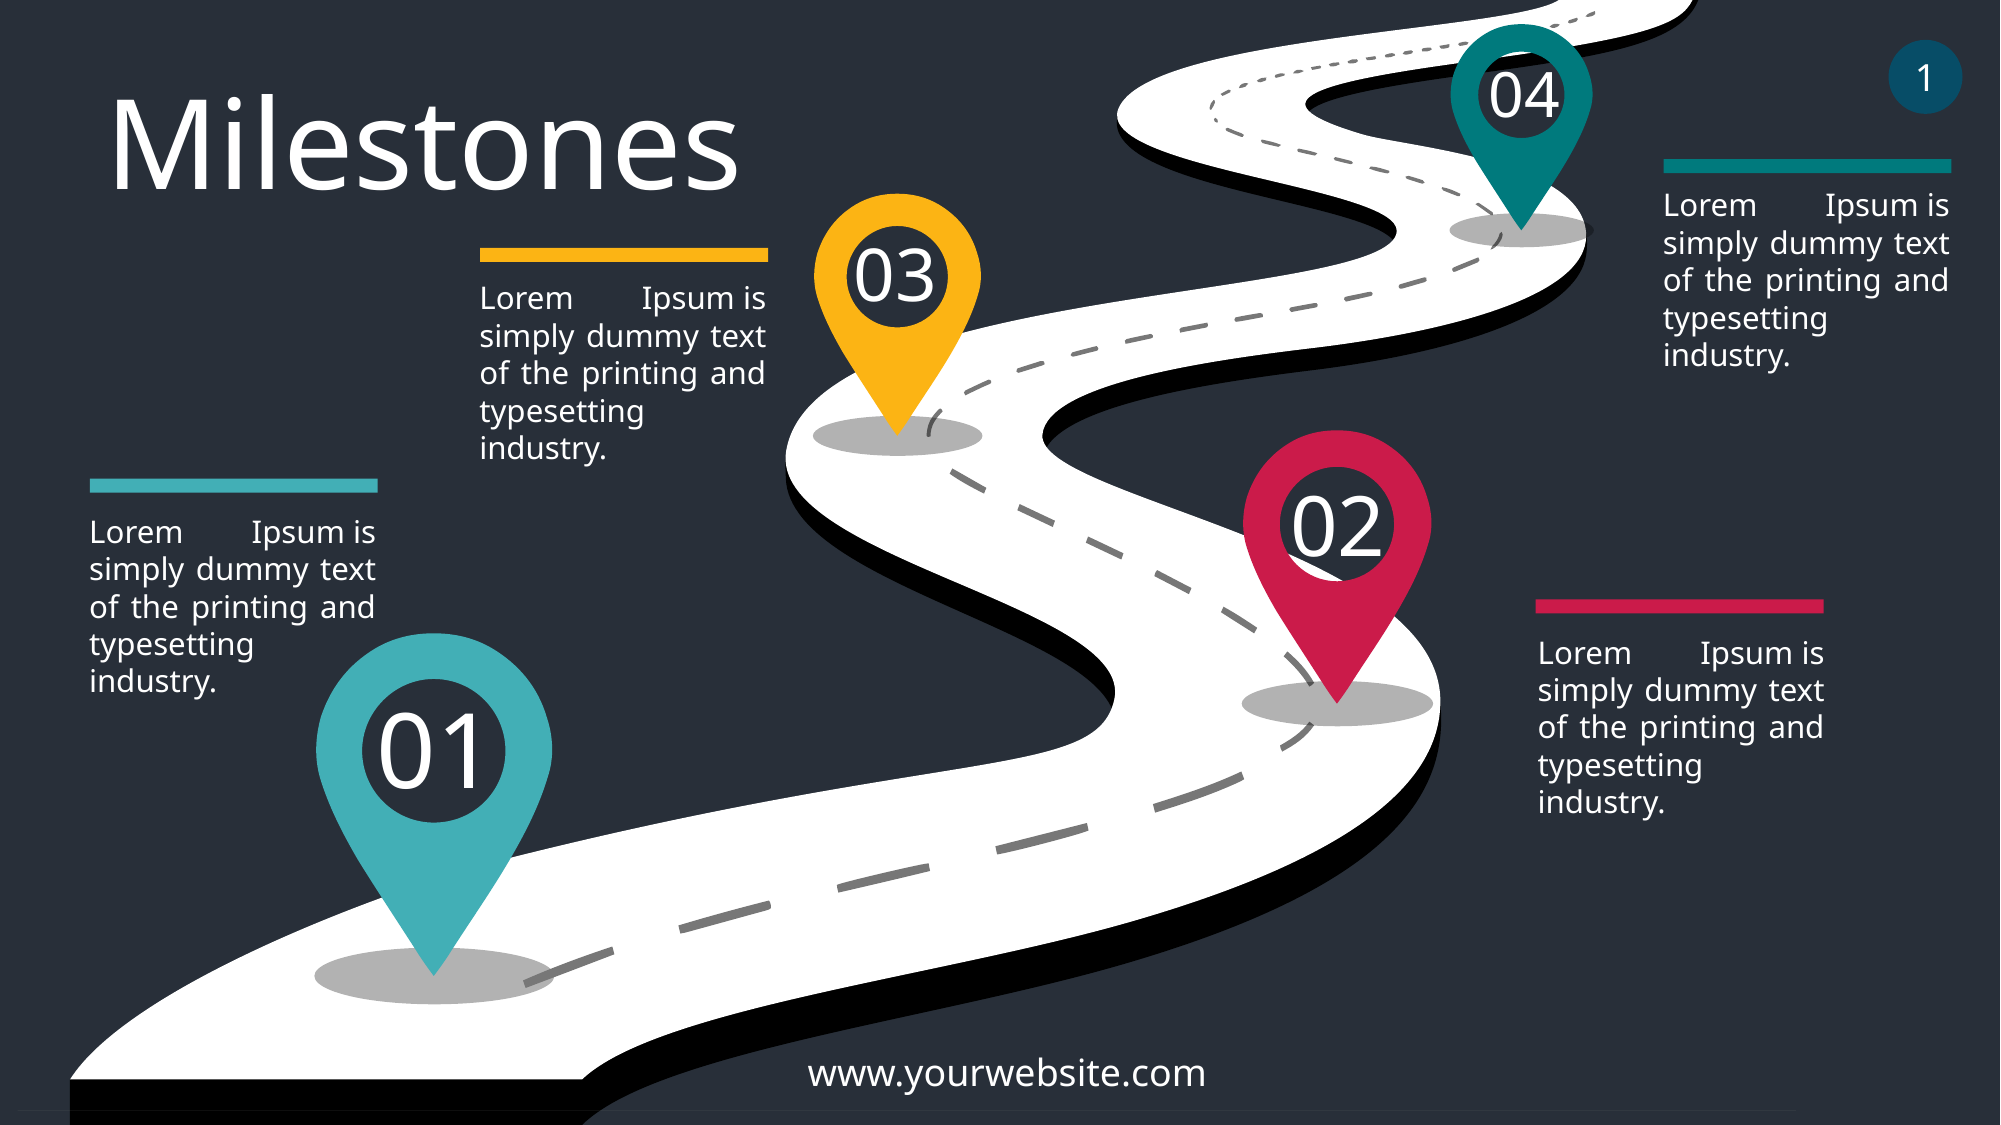 Milestones
1
04
Lorem Ipsum is
simply dummy text
of the printing and
typesetting
industry.
03
Lorem Ipsum is
simply dummy text
of the printing and
typesetting
industry.
02
Lorem Ipsum is
simply dummy text
of the printing and
typesetting
industry.
01
Lorem Ipsum is
simply dummy text
of the printing and
typesetting
industry.
www.yourwebsite.com